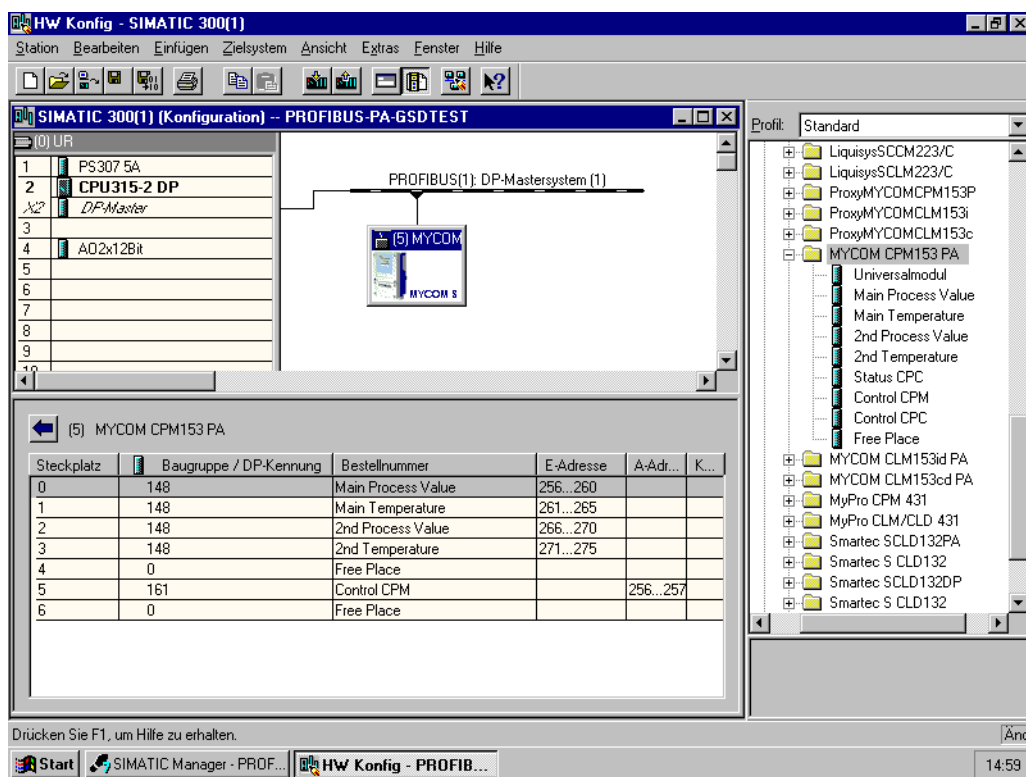 HW Konfig - SIMATIC 300(1)
Station Bearbeiten Einfügen Zielsystem Ansicht Extras Fenster Hilfe
SIMATIC 300(1) (Konfiguration) -- PROFIBUS-PA-GSDTEST
(0) UR
1 PS307 5A
2 CPU315-2 DP
X2 DP-Master
3
4 AO2x12Bit
5
6
7
8
9
10
PROFIBUS(1): DP-Mastersystem (1)
(5) MYCOM
MYCOM S
(5) MYCOM CPM153 PA
Steckplatz Baugruppe / DP-Kennung Bestellnummer E-Adresse A-Adr... K...
0 148 Main Process Value 256...260
1 148 Main Temperature 261...265
2 148 2nd Process Value 266...270
3 148 2nd Temperature 271...275
4 0 Free Place
5 161 Control CPM 256...257
6 0 Free Place
Profil: Standard
LiquisysSCCM223/C
LiquisysSCLM223/C
ProxyMYCOMCPM153P
ProxyMYCOMCLM153i
ProxyMYCOMCLM153c
MYCOM CPM153 PA
Universalmodul
Main Process Value
Main Temperature
2nd Process Value
2nd Temperature
Status CPC
Control CPM
Control CPC
Free Place
MYCOM CLM153id PA
MYCOM CLM153cd PA
MyPro CPM 431
MyPro CLM/CLD 431
Smartec SCLD132PA
Smartec S CLD132
Smartec SCLD132DP
Smartec S CLD132
Drücken Sie F1, um Hilfe zu erhalten.
Änd
Start SIMATIC Manager - PROF... HW Konfig - PROFIB... 14:59